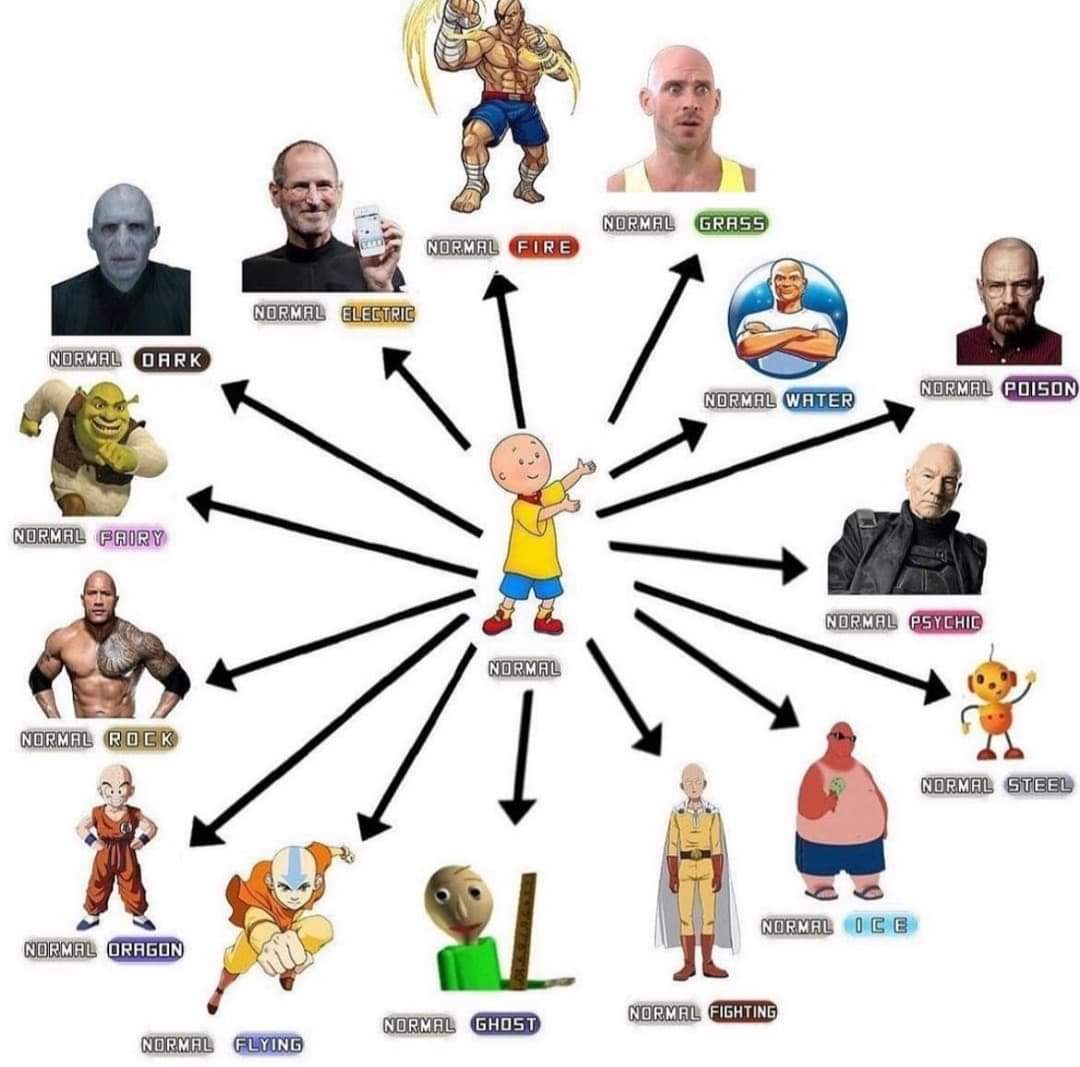 NORMAL FIRE
NORMAL GRASS
NORMAL ELECTRIC
NORMAL DARK
NORMAL WATER
NORMAL POISON
NORMAL FAIRY
NORMAL PSYCHIC
NORMAL
NORMAL ROCK
NORMAL STEEL
NORMAL ICE
NORMAL DRAGON
NORMAL FIGHTING
NORMAL GHOST
NORMAL FLYING